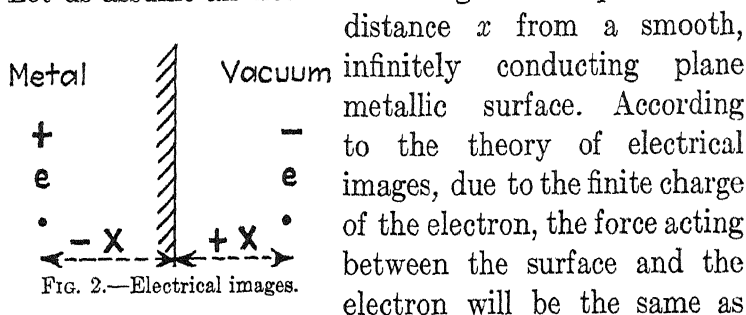 Metal
Vacuum
+
e
−
e
− X
+ X
FIG. 2.—Electrical images.
distance x from a smooth,
infinitely conducting plane
metallic surface. According
to the theory of electrical
images, due to the finite charge
of the electron, the force acting
between the surface and the
electron will be the same as